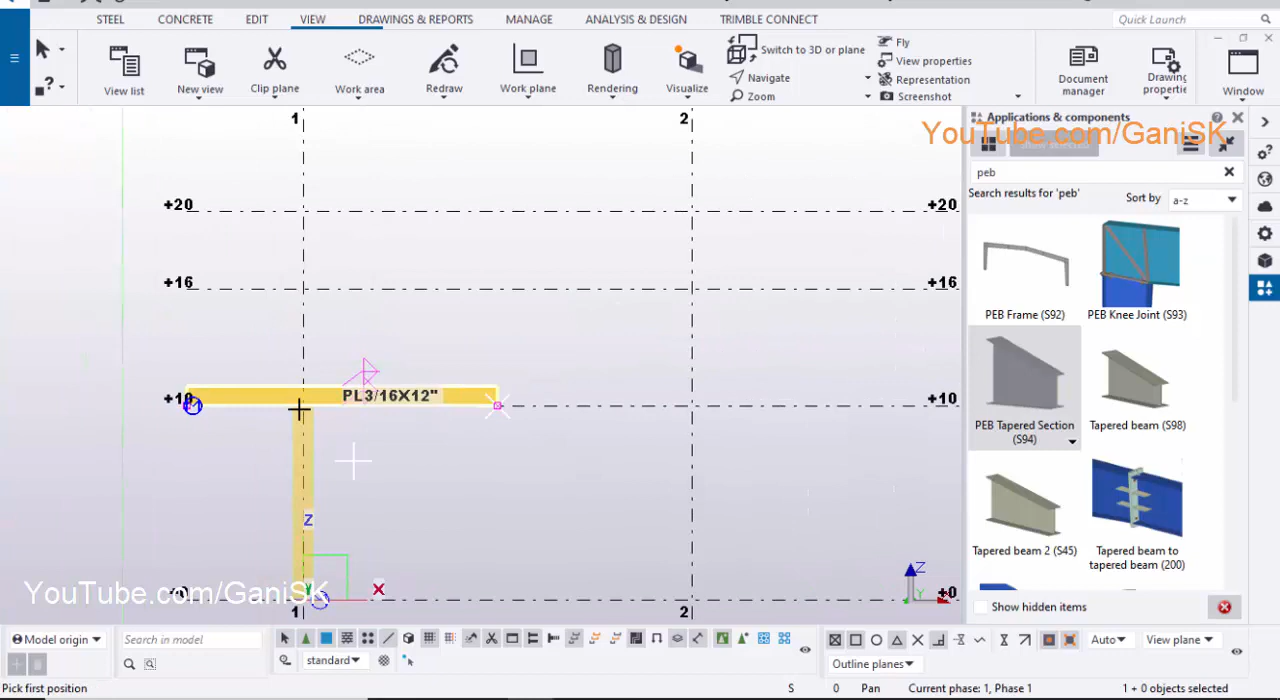 STEEL CONCRETE EDIT VIEW DRAWINGS & REPORTS MANAGE ANALYSIS & DESIGN TRIMBLE CONNECT Quick Launch
Switch to 3D or plane
Fly
View properties
Navigate
Representation
Zoom
Screenshot
View list New view Clip plane Work area Redraw Work plane Rendering Visualize
Document manager
Drawing properties
Window
Applications & components
YouTube.com/GaniSK
peb
Search results for 'peb'
Sort by a-z
PEB Frame (S92) PEB Knee Joint (S93)
PEB Tapered Section (S94)
Tapered beam (S98)
Tapered beam 2 (S45)
Tapered beam to tapered beam (200)
Show hidden items
1 2
+20 +20
+16 +16
+10 +10
PL3/16X12"
Z
X
Z
Y
+0
YouTube.com/GaniSK
1 2
Model origin Search in model
standard
Auto View plane
Outline planes
Pick first position S 0 Pan Current phase: 1, Phase 1 1 + 0 objects selected